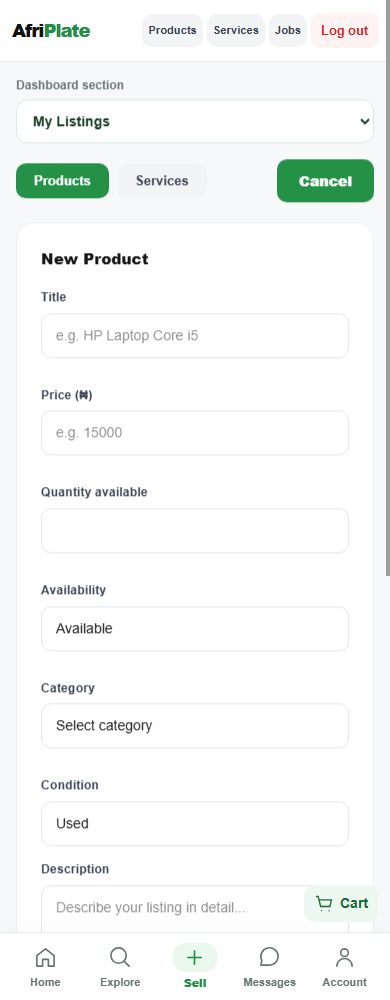 AfriPlate
Products Services Jobs Log out
Dashboard section
My Listings
Products Services Cancel
New Product
Title
e.g. HP Laptop Core i5
Price (₦)
e.g. 15000
Quantity available
Availability
Available
Category
Select category
Condition
Used
Description
Describe your listing in detail...
Cart
Home Explore Sell Messages Account